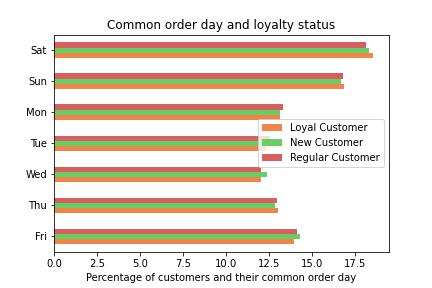 Common order day and loyalty status
Sat
Sun
Mon
Tue
Wed
Thu
Fri
Loyal Customer
New Customer
Regular Customer
0.0 2.5 5.0 7.5 10.0 12.5 15.0 17.5
Percentage of customers and their common order day